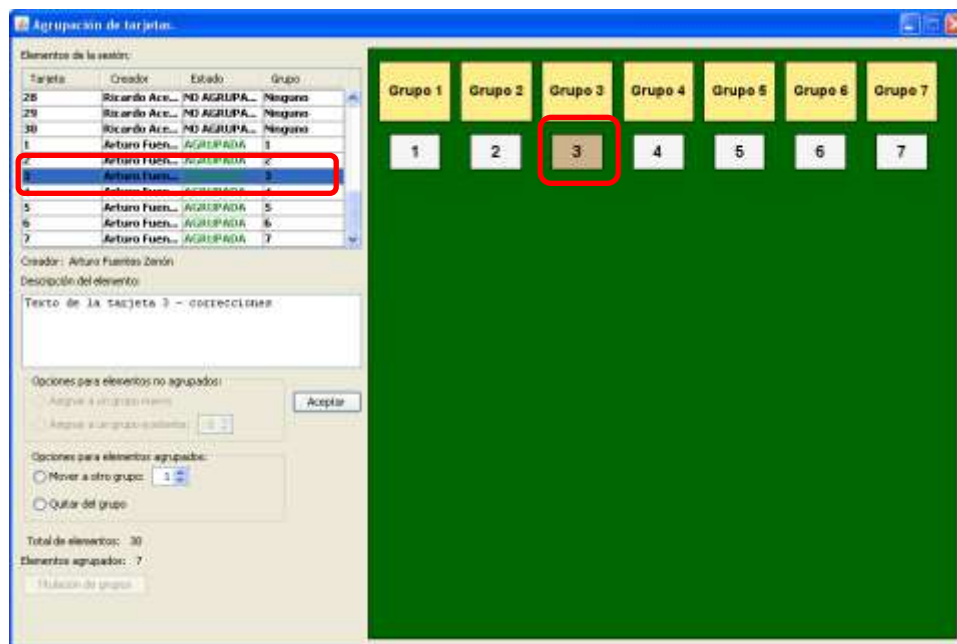 Agrupación de tarjetas
Elementos de la sesión:
Tarjeta Creador Estado Grupo
28 Ricardo Ace... NO AGRUPA... Ninguno
29 Ricardo Ace... NO AGRUPA... Ninguno
30 Ricardo Ace... NO AGRUPA... Ninguno
1 Arturo Fuen... AGRUPADA 1
2 Arturo Fuen... AGRUPADA 2
3 Arturo Fuen... 3
4 Arturo Fuen... AGRUPADA 4
5 Arturo Fuen... AGRUPADA 5
6 Arturo Fuen... AGRUPADA 6
7 Arturo Fuen... AGRUPADA 7
Creador: Arturo Fuentes Zenón
Descripción del elemento:
Texto de la tarjeta 3 - correcciones
Opciones para elementos no agrupados:
Asignar a un grupo nuevo
Asignar a un grupo existente:
Aceptar
Opciones para elementos agrupados:
Mover a otro grupo: 1
Quitar del grupo
Total de elementos: 30
Elementos agrupados: 7
Titulación de grupos
Grupo 1 Grupo 2 Grupo 3 Grupo 4 Grupo 5 Grupo 6 Grupo 7
1 2 3 4 5 6 7